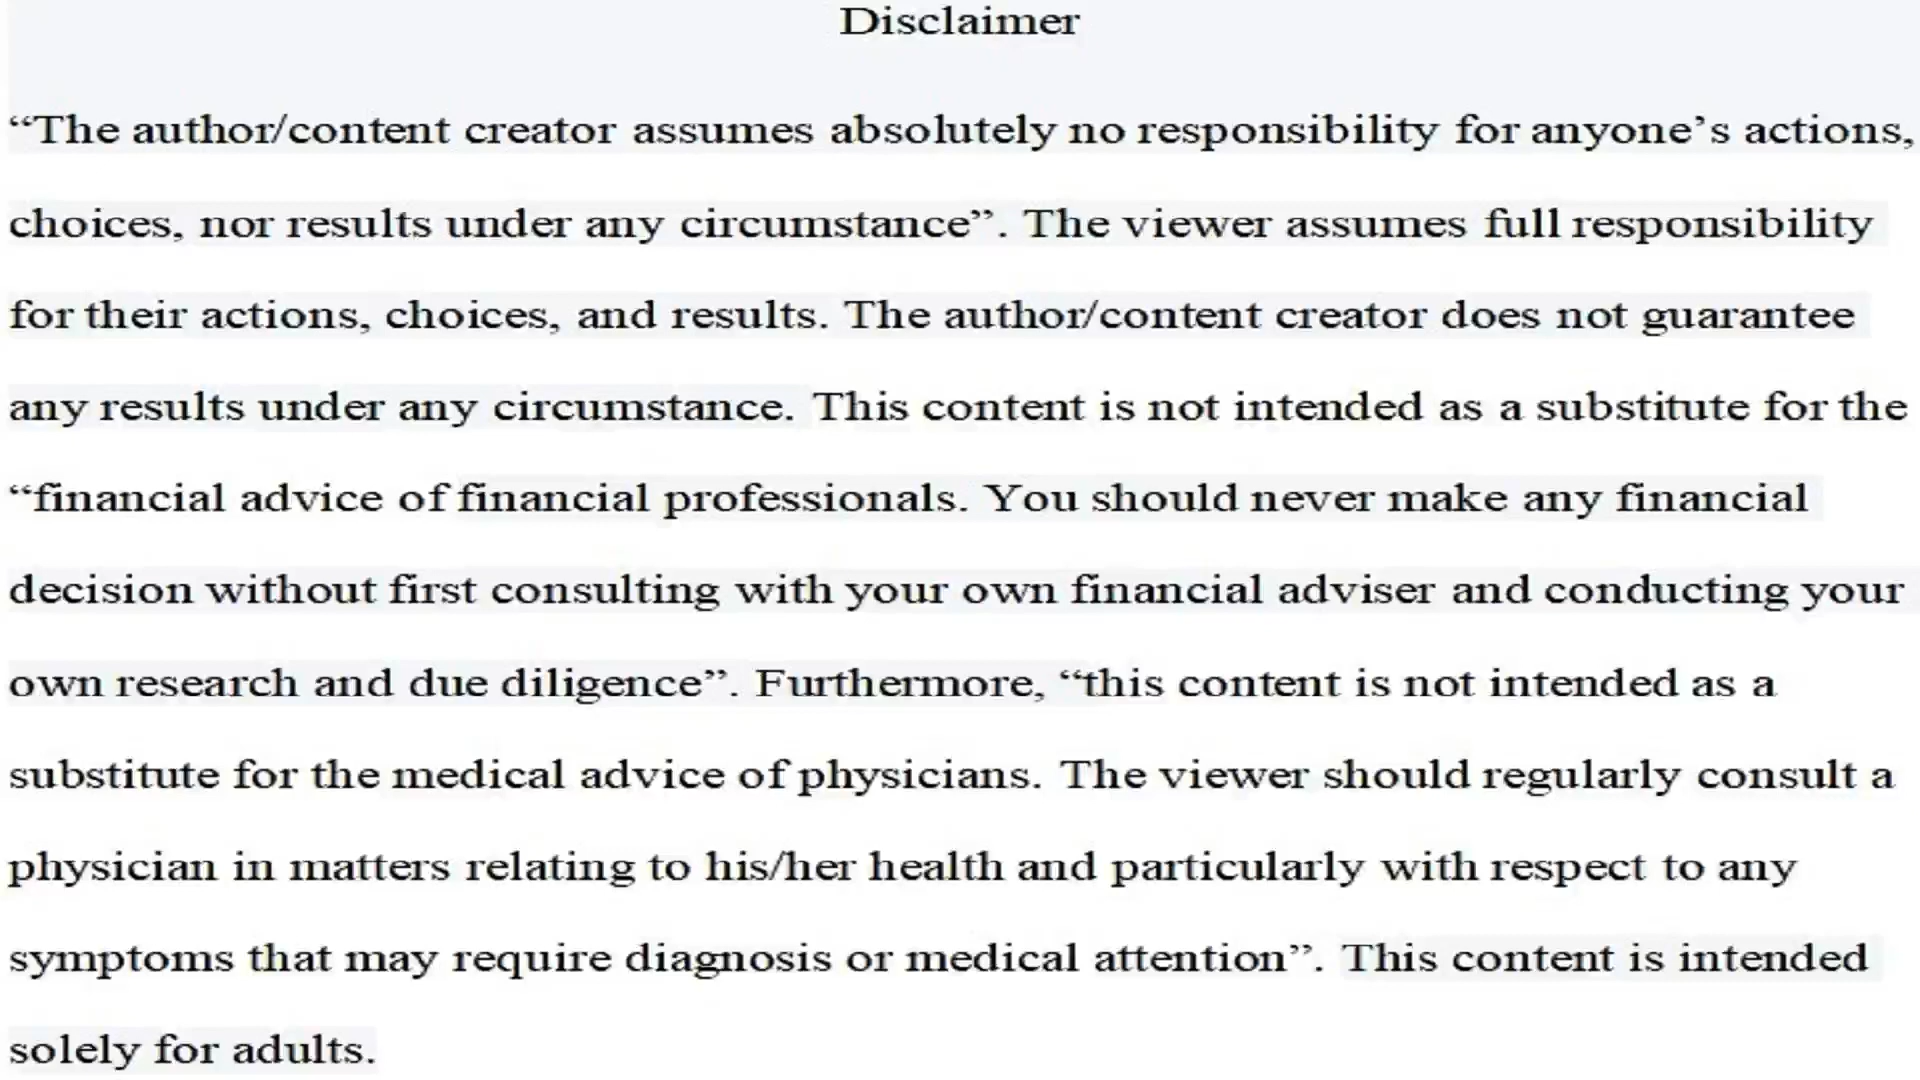 Disclaimer
“The author/content creator assumes absolutely no responsibility for anyone’s actions,
choices, nor results under any circumstance”. The viewer assumes full responsibility
for their actions, choices, and results. The author/content creator does not guarantee
any results under any circumstance. This content is not intended as a substitute for the
“financial advice of financial professionals. You should never make any financial
decision without first consulting with your own financial adviser and conducting your
own research and due diligence”. Furthermore, “this content is not intended as a
substitute for the medical advice of physicians. The viewer should regularly consult a
physician in matters relating to his/her health and particularly with respect to any
symptoms that may require diagnosis or medical attention”. This content is intended
solely for adults.